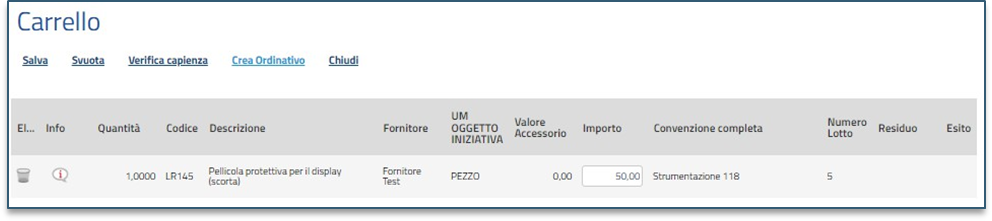 Carrello
Salva Svuota Verifica capienza Crea Ordinativo Chiudi
El... Info Quantità Codice Descrizione Fornitore UM OGGETTO INIZIATIVA Valore Accessorio Importo Convenzione completa Numero Lotto Residuo Esito
1,0000 LR145 Pellicola protettiva per il display (scorta) Fornitore Test PEZZO 0,00 50,00 Strumentazione 118 5